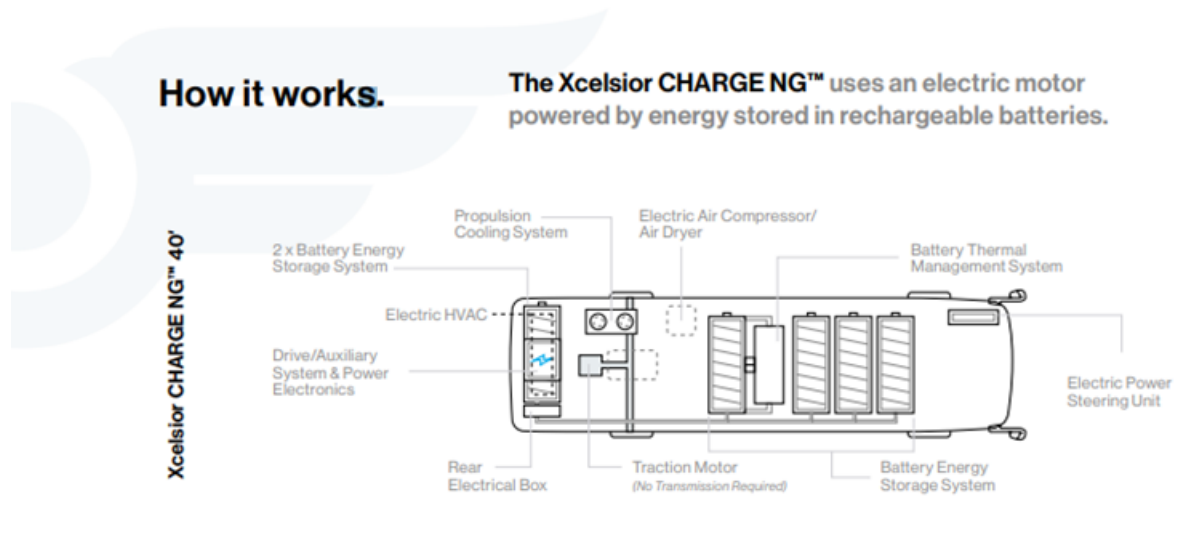 How it works.
The Xcelsior CHARGE NG™ uses an electric motor
powered by energy stored in rechargeable batteries.
Xcelsior CHARGE NG™ 40'
Propulsion
Cooling System
Electric Air Compressor/
Air Dryer
2 x Battery Energy
Storage System
Battery Thermal
Management System
Electric HVAC
Drive/Auxiliary
System & Power
Electronics
Electric Power
Steering Unit
Rear
Electrical Box
Traction Motor
(No Transmission Required)
Battery Energy
Storage System